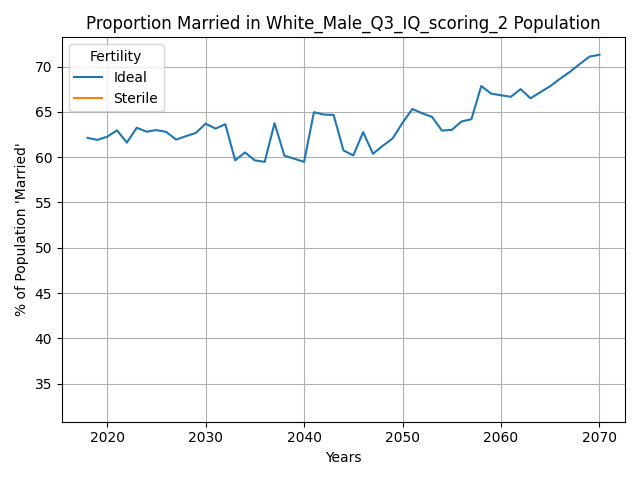 Proportion Married in White_Male_Q3_IQ_scoring_2 Population
Fertility
Ideal
Sterile
70
65
60
55
50
45
40
35
% of Population 'Married'
2020 2030 2040 2050 2060 2070
Years